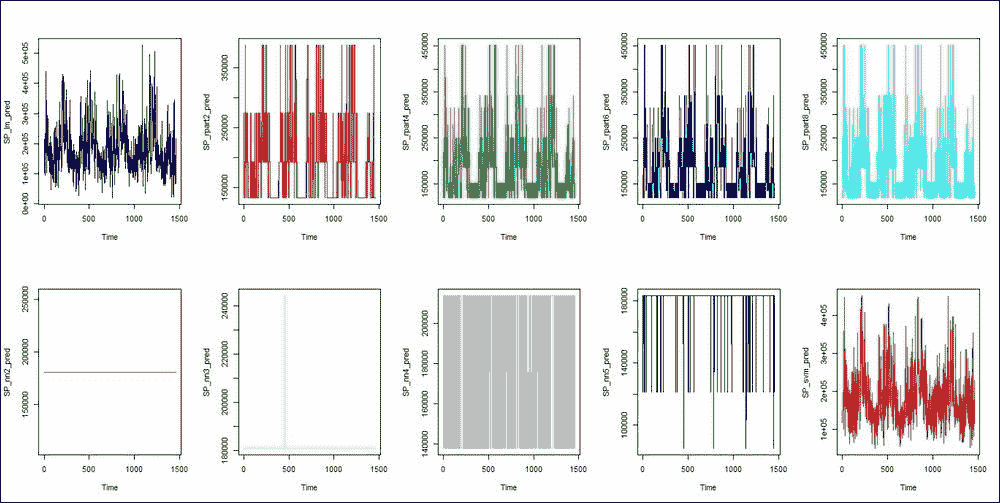 SP_lm_pred
0e+00 1e+05 2e+05 3e+05 4e+05 5e+05
0 500 1000 1500
Time
SP_rpart2_pred
150000 250000 350000
0 500 1000 1500
Time
SP_rpart4_pred
150000 250000 350000 450000
0 500 1000 1500
Time
SP_rpart6_pred
150000 250000 350000 450000
0 500 1000 1500
Time
SP_rpart8_pred
150000 250000 350000 450000
0 500 1000 1500
Time
SP_nn2_pred
150000 200000 250000
0 500 1000 1500
Time
SP_nn3_pred
180000 200000 220000 240000
0 500 1000 1500
Time
SP_nn4_pred
140000 160000 180000 200000
0 500 1000 1500
Time
SP_nn5_pred
100000 140000 180000
0 500 1000 1500
Time
SP_svm_pred
1e+05 2e+05 3e+05 4e+05
0 500 1000 1500
Time